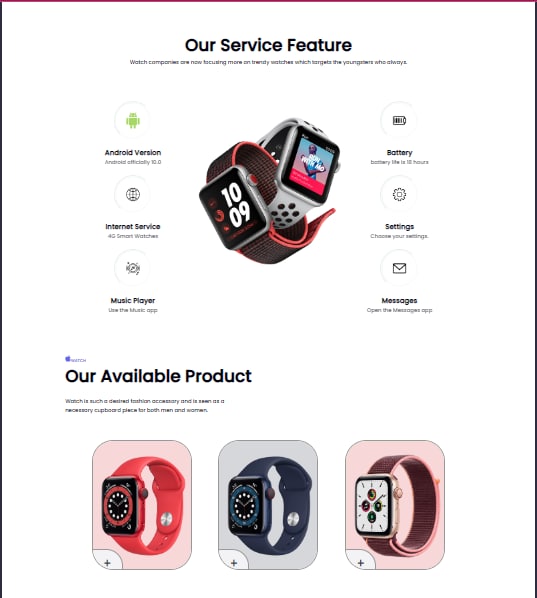 Our Service Feature
Watch companies are now focusing more on trendy watches which targets the youngsters who always.
Android Version
Android officially 10.0
Battery
battery life is 18 hours
10
09
RUN
WITH ME
Internet Service
4G Smart Watches
Settings
Choose your settings.
Music Player
Use the Music app
Messages
Open the Messages app
WATCH
Our Available Product
Watch is such a desired fashion accessory and is seen as a
necessary cupboard piece for both men and women.
+
+
+